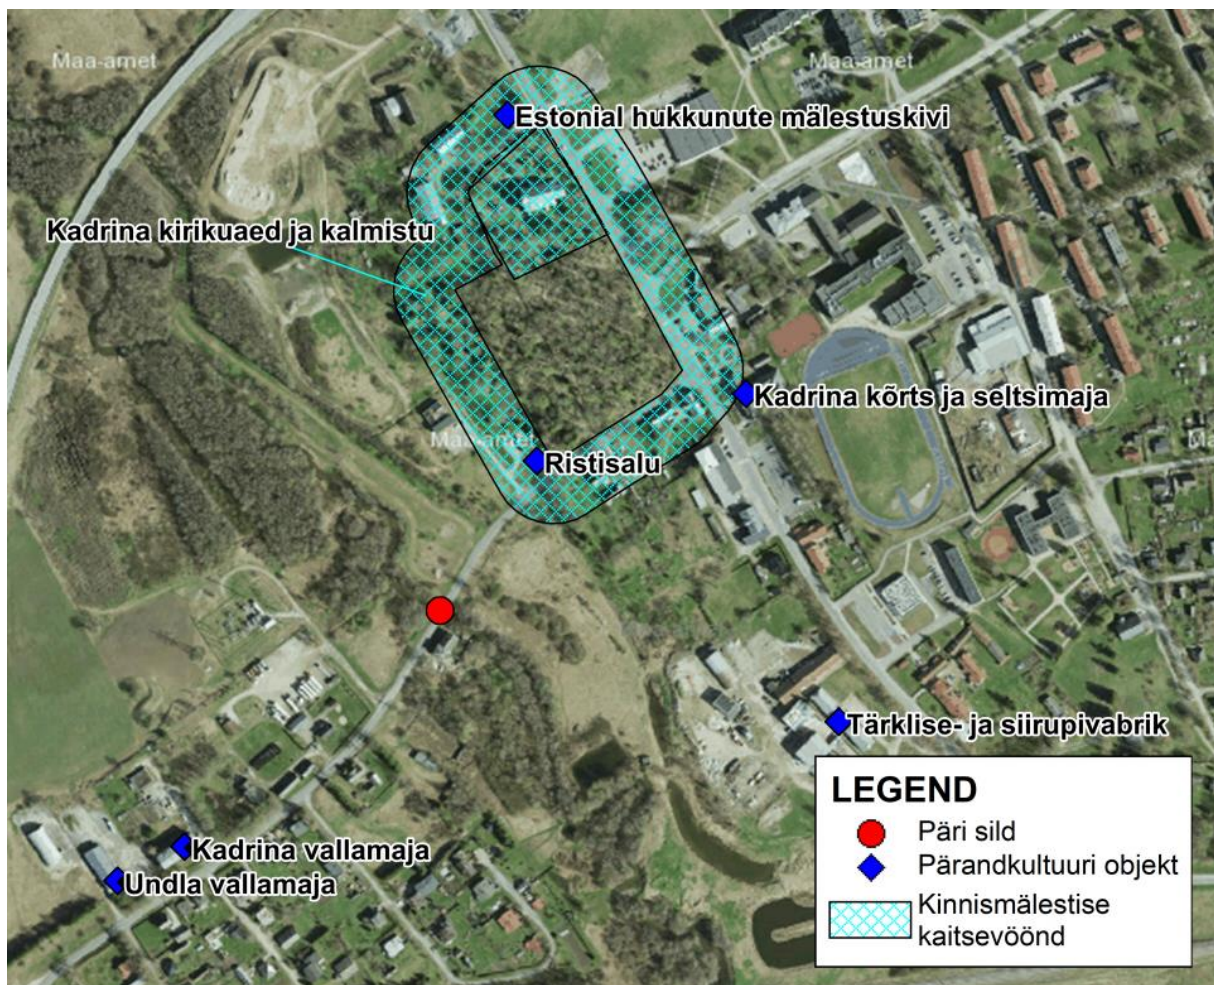 Maa-amet
Maa-amet
Estonial hukkunute mälestuskivi
Kadrina kirikuaed ja kalmistu
Kadrina kõrts ja seltsimaja
Maa-amet
Ma
Ristisalu
Tärklise- ja siirupivabrik
LEGEND
Päri sild
Pärandkultuuri objekt
Kinnismälestise
kaitsevöönd
Kadrina vallamaja
Undla vallamaja